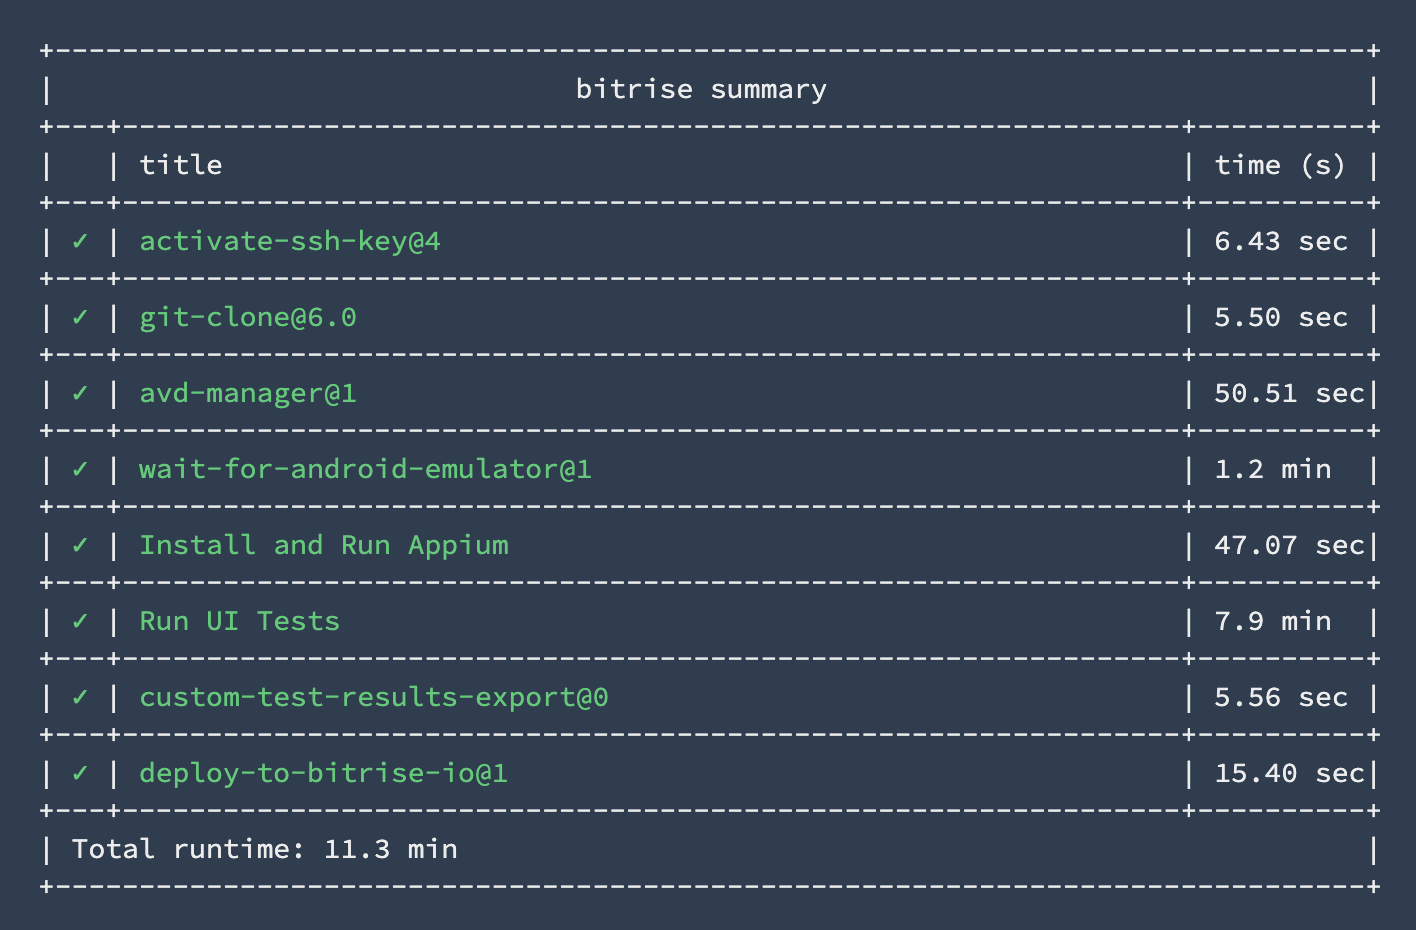 +------------------------------------------------------------------------------+
|                               bitrise summary                                |
+---+---------------------------------------------------------------+----------+
|   | title                                                         | time (s) |
+---+---------------------------------------------------------------+----------+
| ✓ | activate-ssh-key@4                                            | 6.43 sec |
+---+---------------------------------------------------------------+----------+
| ✓ | git-clone@6.0                                                 | 5.50 sec |
+---+---------------------------------------------------------------+----------+
| ✓ | avd-manager@1                                                 | 50.51 sec|
+---+---------------------------------------------------------------+----------+
| ✓ | wait-for-android-emulator@1                                   | 1.2 min  |
+---+---------------------------------------------------------------+----------+
| ✓ | Install and Run Appium                                        | 47.07 sec|
+---+---------------------------------------------------------------+----------+
| ✓ | Run UI Tests                                                  | 7.9 min  |
+---+---------------------------------------------------------------+----------+
| ✓ | custom-test-results-export@0                                  | 5.56 sec |
+---+---------------------------------------------------------------+----------+
| ✓ | deploy-to-bitrise-io@1                                        | 15.40 sec|
+---+---------------------------------------------------------------+----------+
| Total runtime: 11.3 min                                                      |
+------------------------------------------------------------------------------+